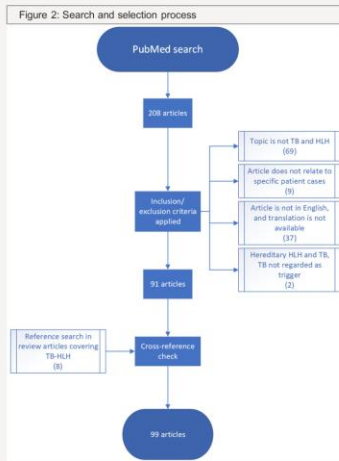 Figure 2: Search and selection process
PubMed search
208 articles
Topic is not TB and HLH
(69)
Article does not relate to
specific patient cases
(9)
Inclusion/
exclusion criteria
applied
Article is not in English,
and translation is not
available
(37)
Hereditary HLH and TB,
TB not regarded as
trigger
(2)
91 articles
Reference search in
review articles covering
TB-HLH
(8)
Cross-reference
check
99 articles